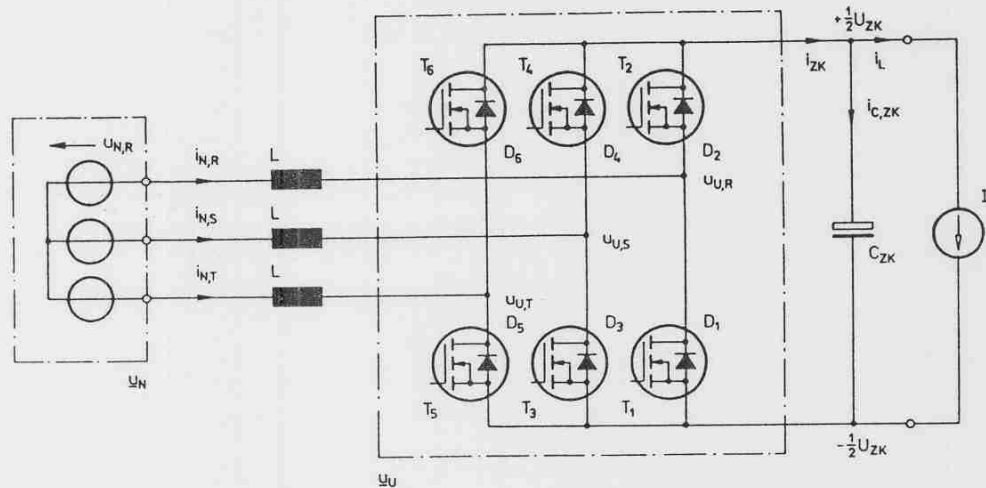 +½U_ZK
T₆ T₄ T₂ i_ZK i_L
i_C,ZK
u_N,R
i_N,R L D₆ D₄ D₂
u_U,R
i_N,S L I
u_U,S C_ZK
i_N,T L
u_U,T
D₅ D₃ D₁
u_N
T₅ T₃ T₁
-½U_ZK
u_U